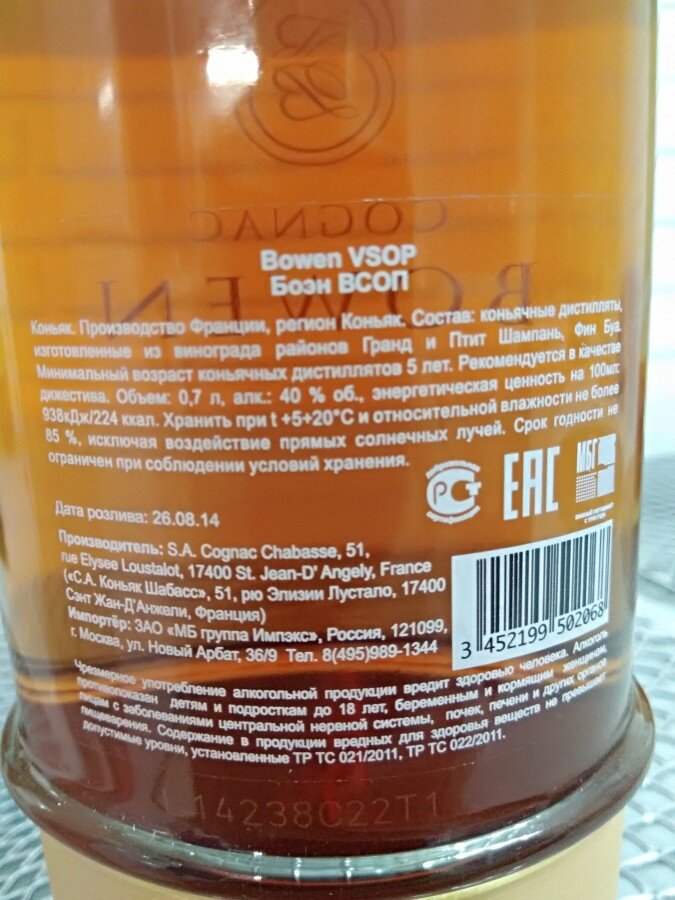 COGNAC
BOWEN
Bowen VSOP
Боэн ВСОП
Коньяк. Производство Франции, регион Коньяк. Состав: коньячные дистилляты,
изготовленные из винограда районов Гранд и Птит Шампань, Фин Буа.
Минимальный возраст коньячных дистиллятов 5 лет. Рекомендуется в качестве
дижестива. Объем: 0,7 л, алк.: 40 % об., энергетическая ценность на 100мл:
938кДж/224 ккал. Хранить при t +5+20°С и относительной влажности не более
85 %, исключая воздействие прямых солнечных лучей. Срок годности не
ограничен при соблюдении условий хранения.
РСТ
ЕАС
МБГ
Дата розлива: 26.08.14
Производитель: S.A. Cognac Chabasse, 51,
rue Elysee Loustalot, 17400 St. Jean-D' Angely, France
(«С.А. Коньяк Шабасс», 51, рю Элизии Лустало, 17400
Сэнт Жан-Д'Анжели, Франция)
Импортёр: ЗАО «МБ группа Импэкс», Россия, 121099,
г. Москва, ул. Новый Арбат, 36/9 Тел. 8(495)989-1344
3 452199 502068
Чрезмерное употребление алкогольной продукции вредит здоровью человека. Алкоголь
противопоказан детям и подросткам до 18 лет, беременным и кормящим женщинам,
лицам с заболеваниями центральной нервной системы, почек, печени и других органов
пищеварения. Содержание в продукции вредных для здоровья веществ не превышает
допустимые уровни, установленные ТР ТС 021/2011, ТР ТС 022/2011.
14238C22T1